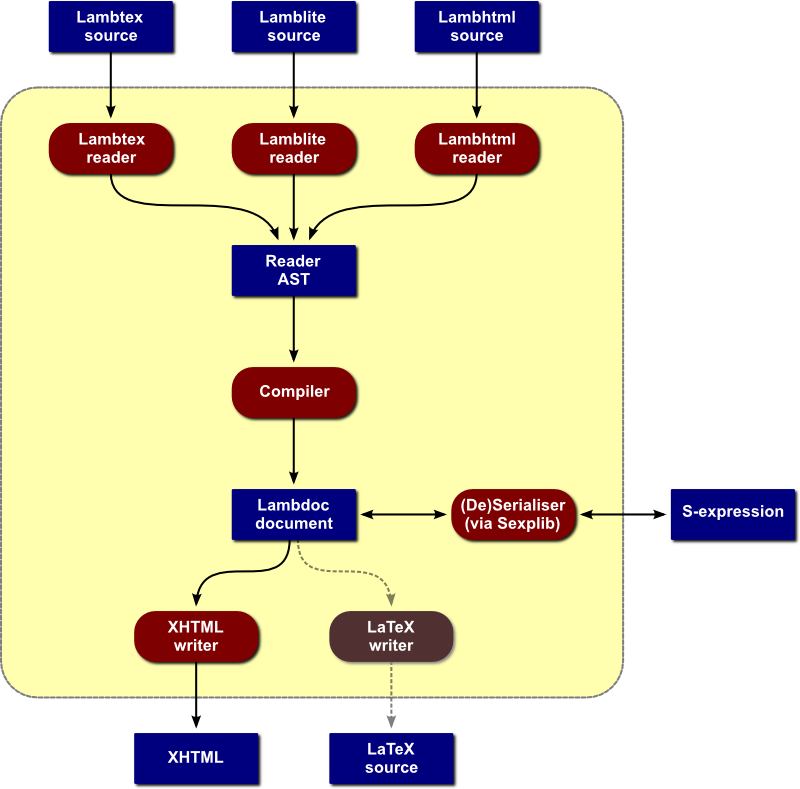 Lambtex
source
Lamblite
source
Lambhtml
source
Lambtex
reader
Lamblite
reader
Lambhtml
reader
Reader
AST
Compiler
Lambdoc
document
(De)Serialiser
(via Sexplib)
S-expression
XHTML
writer
LaTeX
writer
XHTML
LaTeX
source